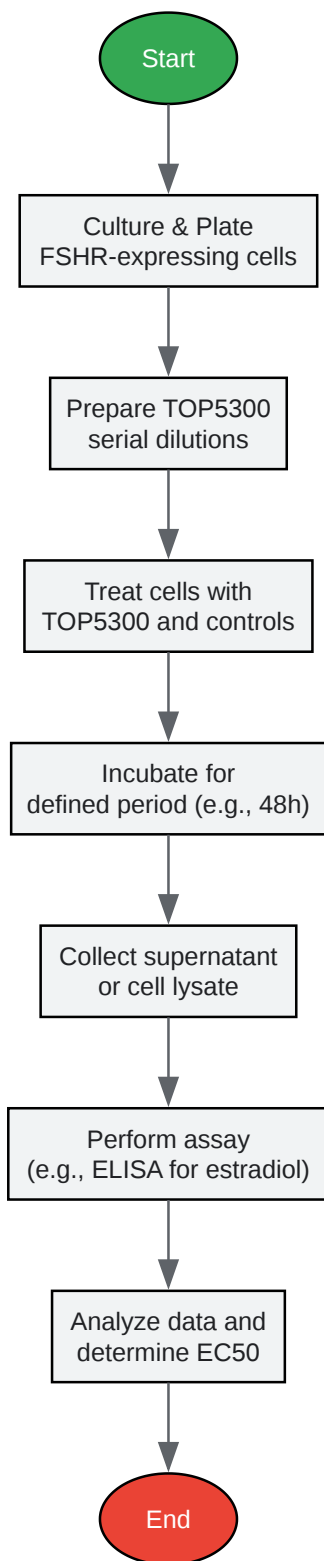 Start
Culture & Plate
FSHR-expressing cells
Prepare TOP5300
serial dilutions
Treat cells with
TOP5300 and controls
Incubate for
defined period (e.g., 48h)
Collect supernatant
or cell lysate
Perform assay
(e.g., ELISA for estradiol)
Analyze data and
determine EC50
End